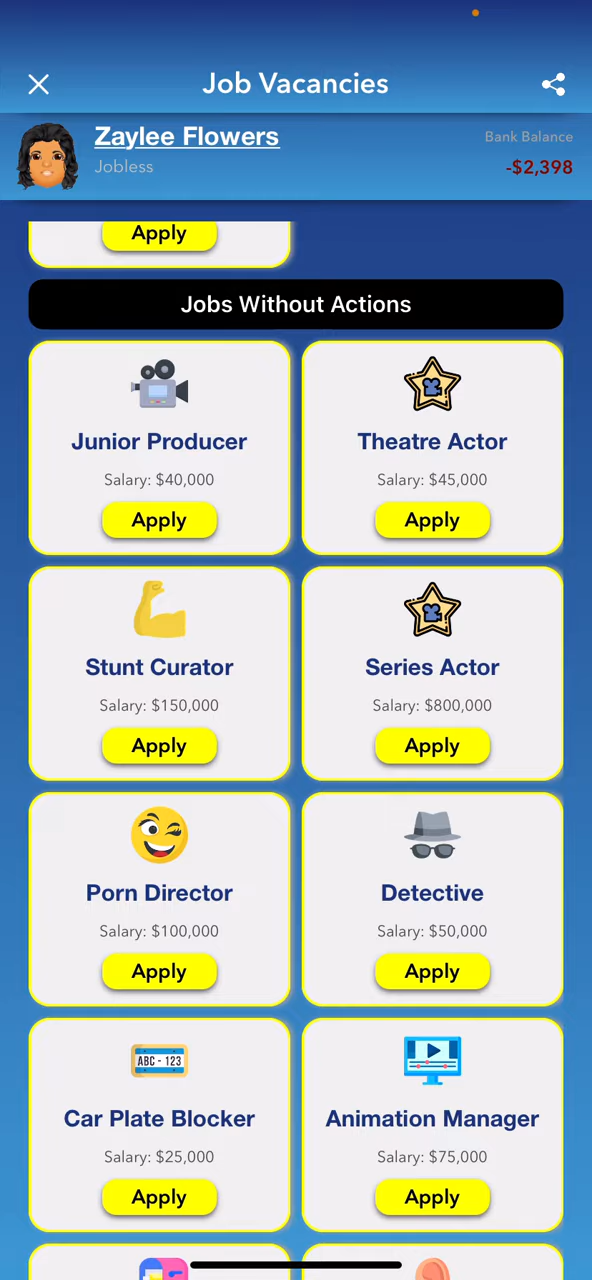 Job Vacancies
Zaylee Flowers
Bank Balance
Jobless
-$2,398
Apply
Jobs Without Actions
Junior Producer
Salary: $40,000
Apply
Theatre Actor
Salary: $45,000
Apply
Stunt Curator
Salary: $150,000
Apply
Series Actor
Salary: $800,000
Apply
Porn Director
Salary: $100,000
Apply
Detective
Salary: $50,000
Apply
ABC - 123
Car Plate Blocker
Salary: $25,000
Apply
Animation Manager
Salary: $75,000
Apply